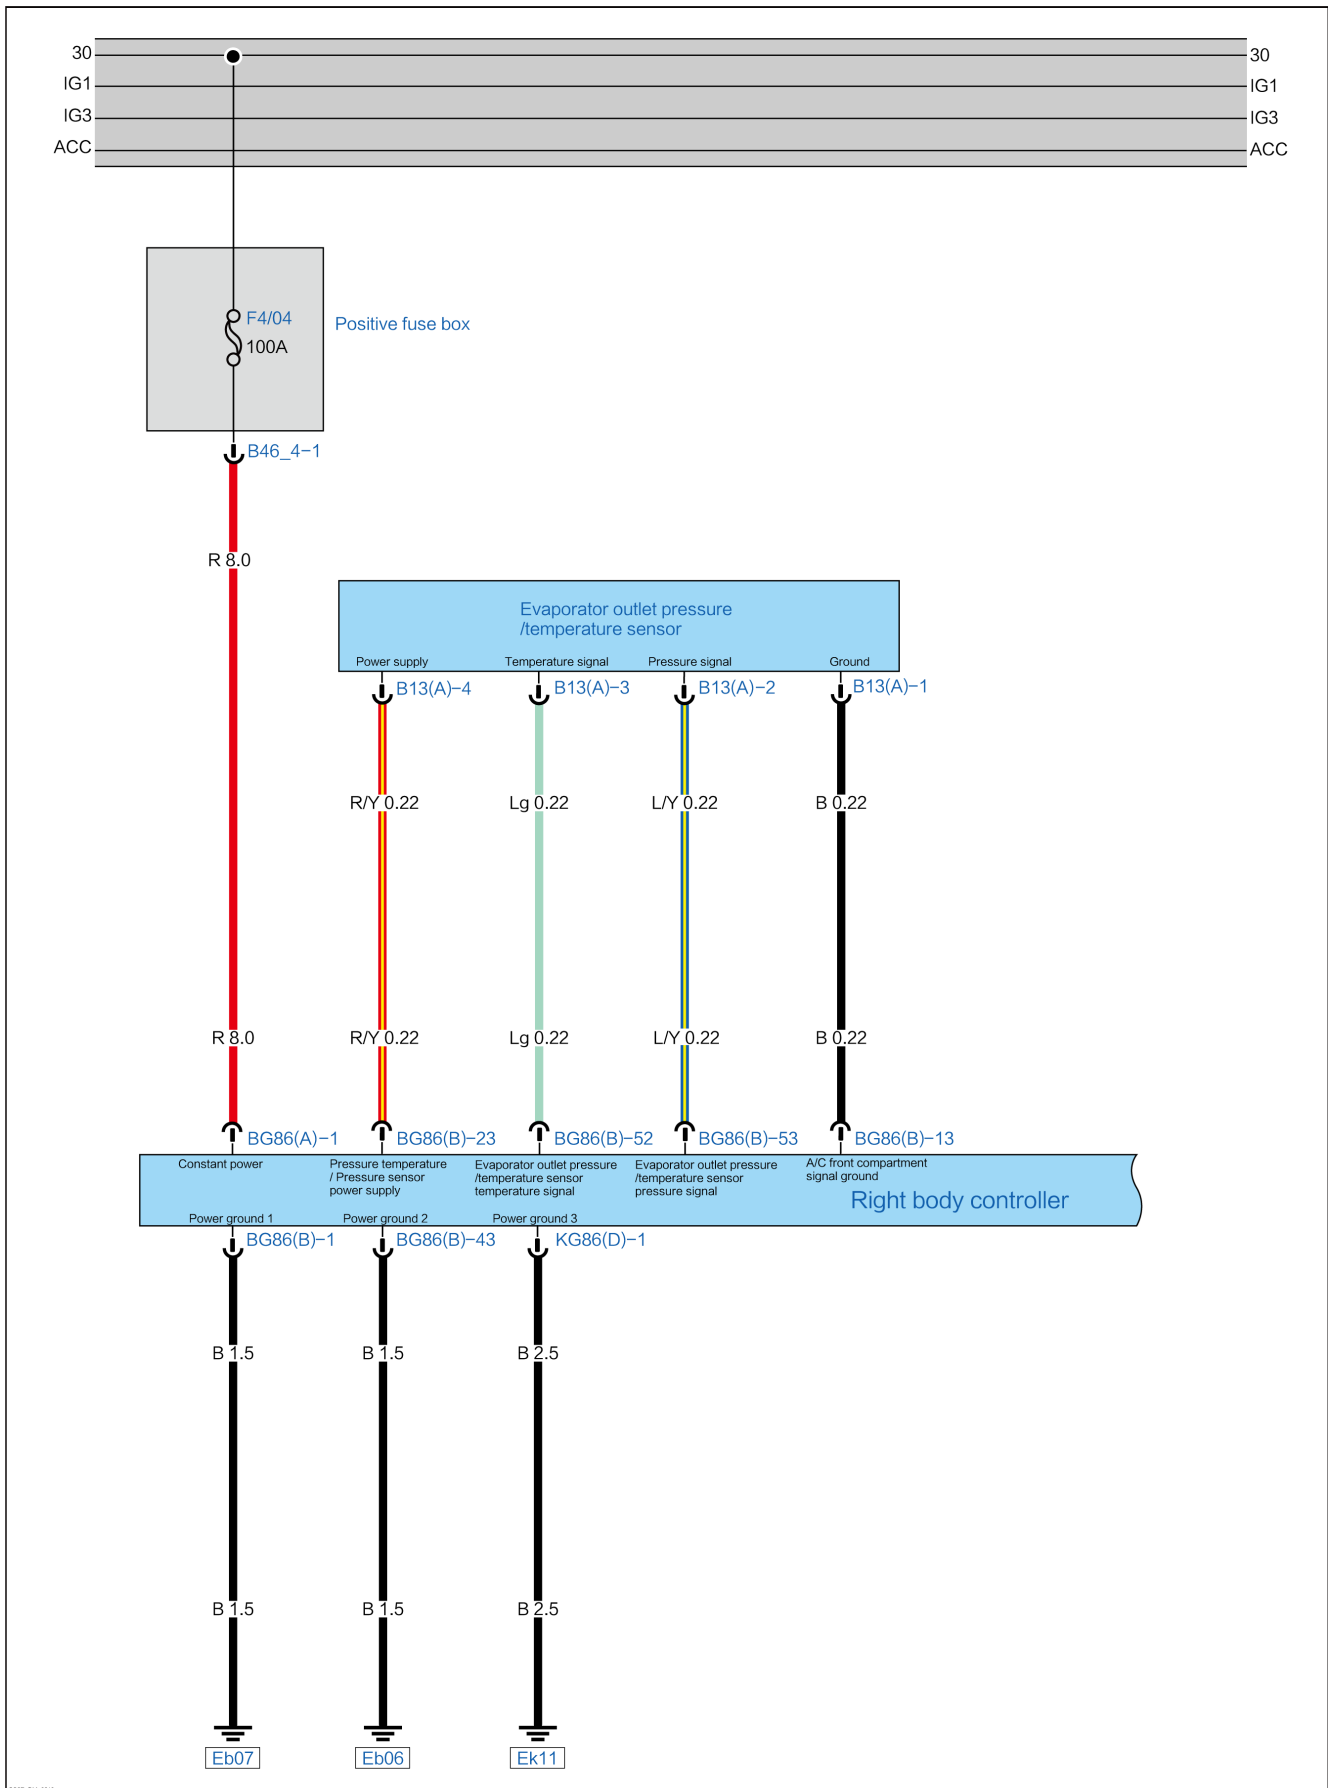 30
30
IG1
IG1
IG3
IG3
ACC
ACC
F4/04
100A
Positive fuse box
B46_4-1
R 8.0
Evaporator outlet pressure
/temperature sensor
Power supply
Temperature signal
Pressure signal
Ground
B13(A)-4
B13(A)-3
B13(A)-2
B13(A)-1
R/Y 0.22
Lg 0.22
L/Y 0.22
B 0.22
R 8.0
R/Y 0.22
Lg 0.22
L/Y 0.22
B 0.22
BG86(A)-1
BG86(B)-23
BG86(B)-52
BG86(B)-53
BG86(B)-13
Constant power
Pressure temperature
/ Pressure sensor
power supply
Evaporator outlet pressure
/temperature sensor
temperature signal
Evaporator outlet pressure
/temperature sensor
pressure signal
A/C front compartment
signal ground
Right body controller
Power ground 1
Power ground 2
Power ground 3
BG86(B)-1
BG86(B)-43
KG86(D)-1
B 1.5
B 1.5
B 2.5
B 1.5
B 1.5
B 2.5
Eb07
Eb06
Ek11